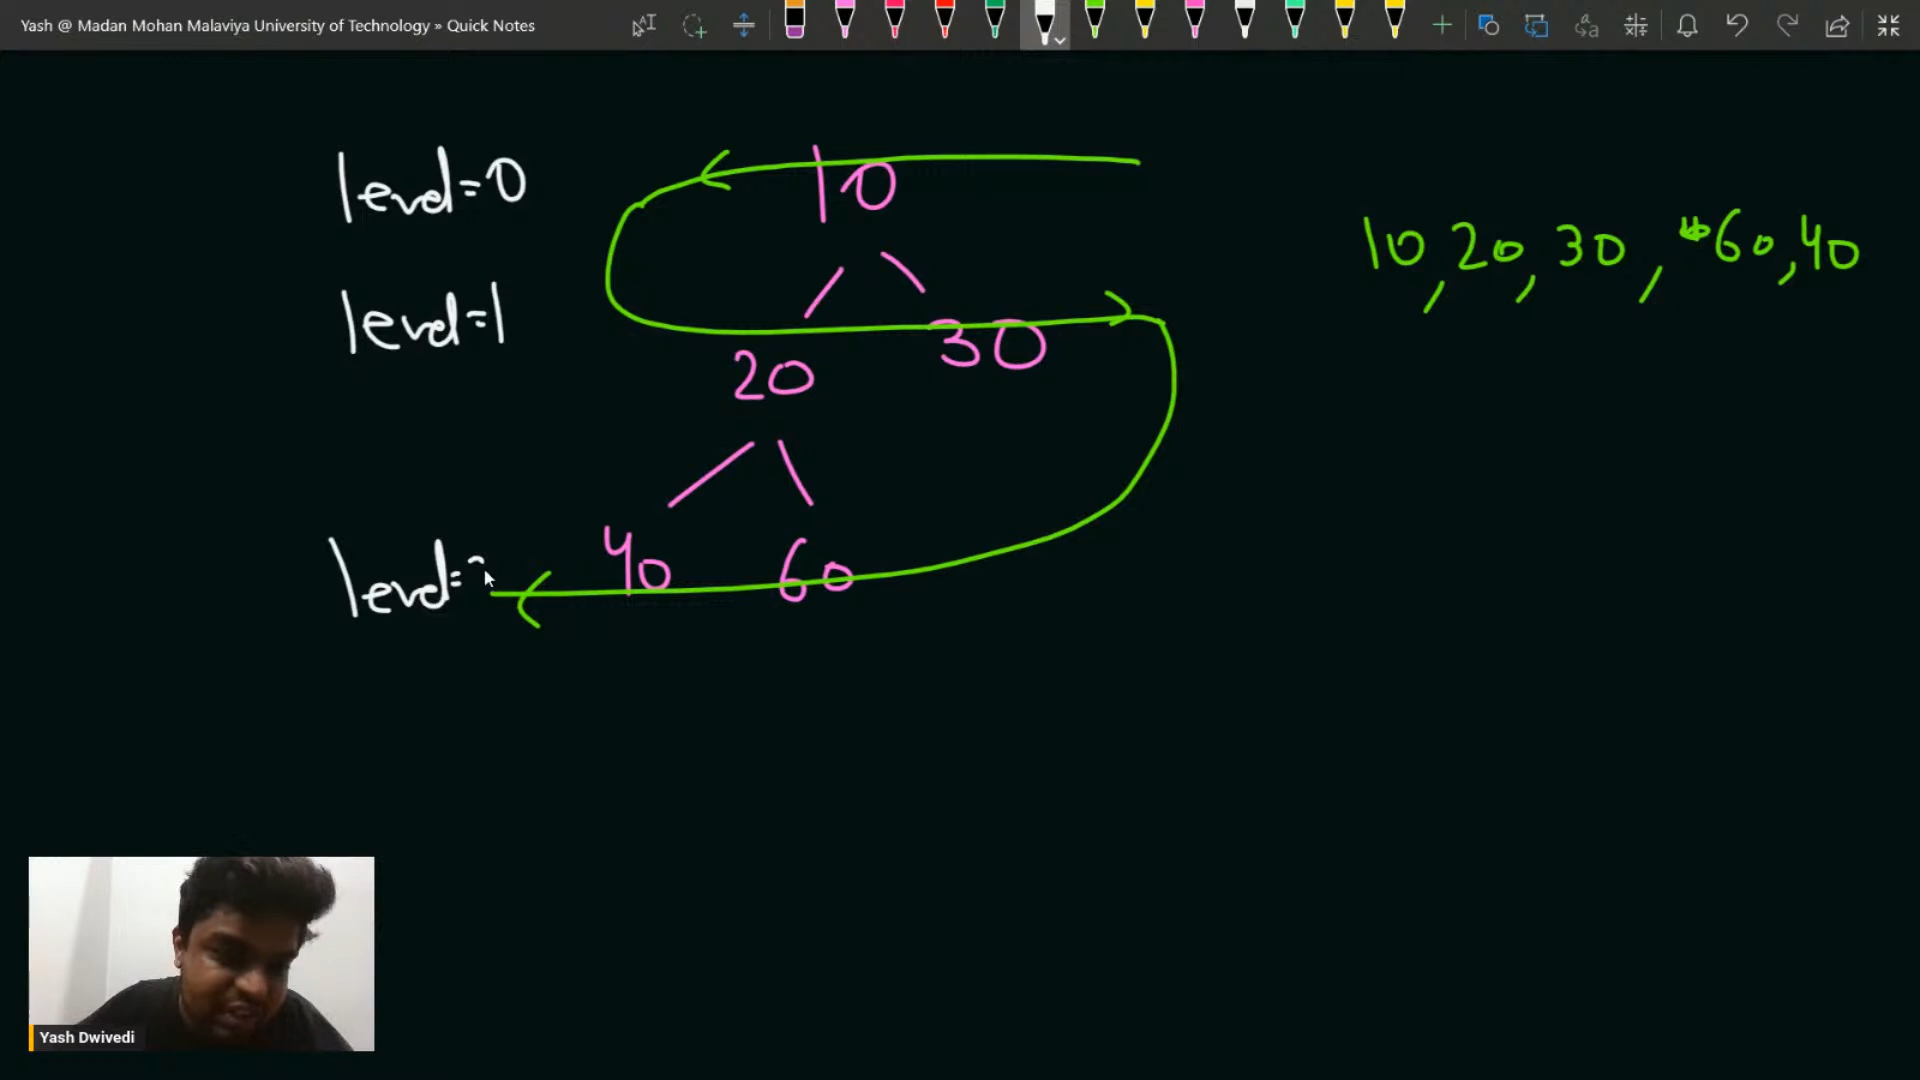 Yash @ Madan Mohan Malaviya University of Technology » Quick Notes
level=0
10
10, 20, 30, 60, 40
level=1
20 30
level=
40 60
Yash Dwivedi